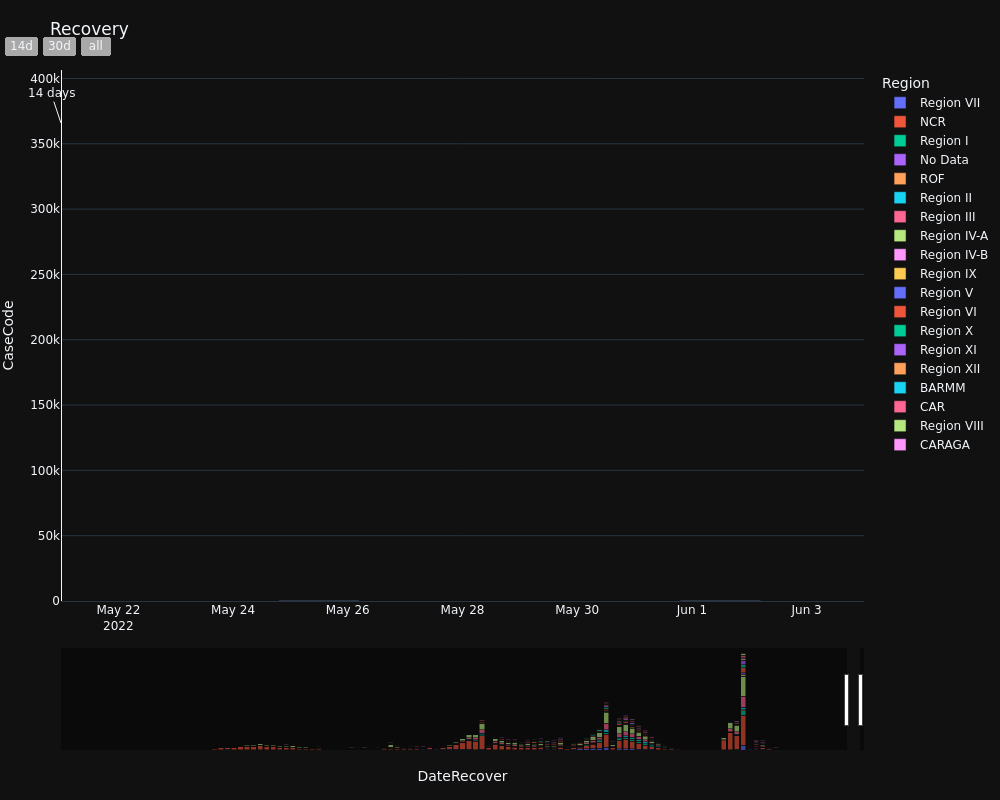 Recovery
14d 30d all
400k
14 days
350k
300k
250k
200k
150k
100k
50k
0
CaseCode
May 22 May 24 May 26 May 28 May 30 Jun 1 Jun 3
2022
DateRecover
Region
Region VII
NCR
Region I
No Data
ROF
Region II
Region III
Region IV-A
Region IV-B
Region IX
Region V
Region VI
Region X
Region XI
Region XII
BARMM
CAR
Region VIII
CARAGA